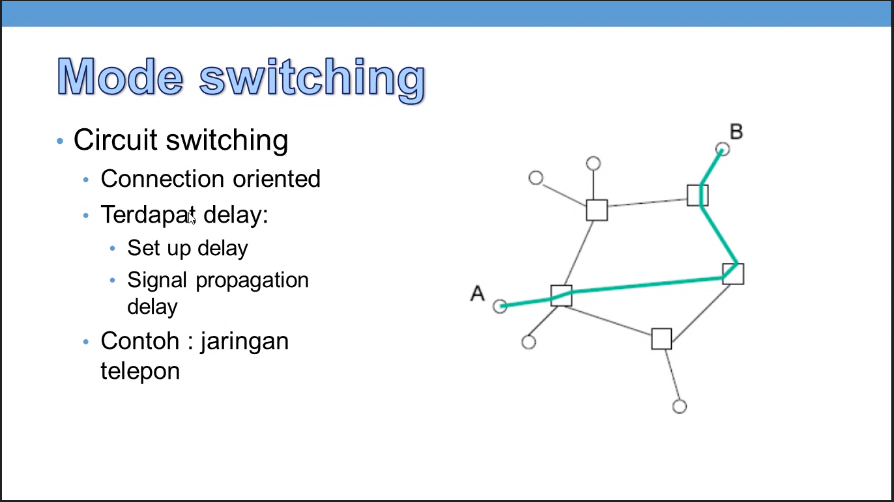 Mode switching
Circuit switching
Connection oriented
Terdapat delay:
Set up delay
Signal propagation
delay
Contoh : jaringan
telepon
B
A